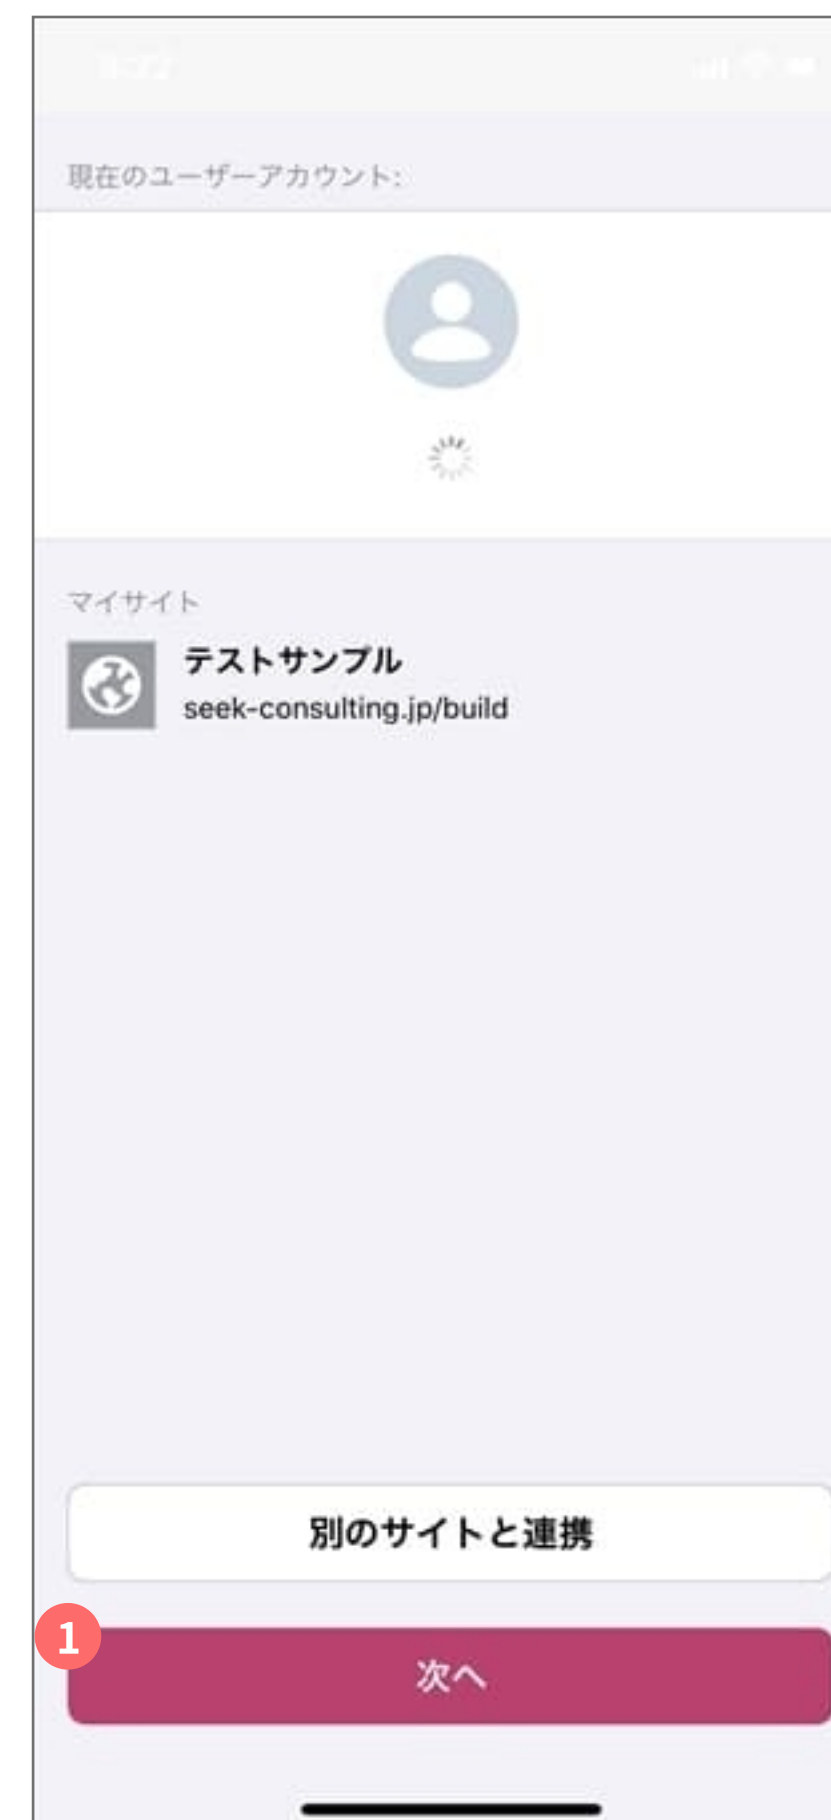 現在のユーザーアカウント:
マイサイト
テストサンプル
seek-consulting.jp/build
別のサイトと連携
1
次へ